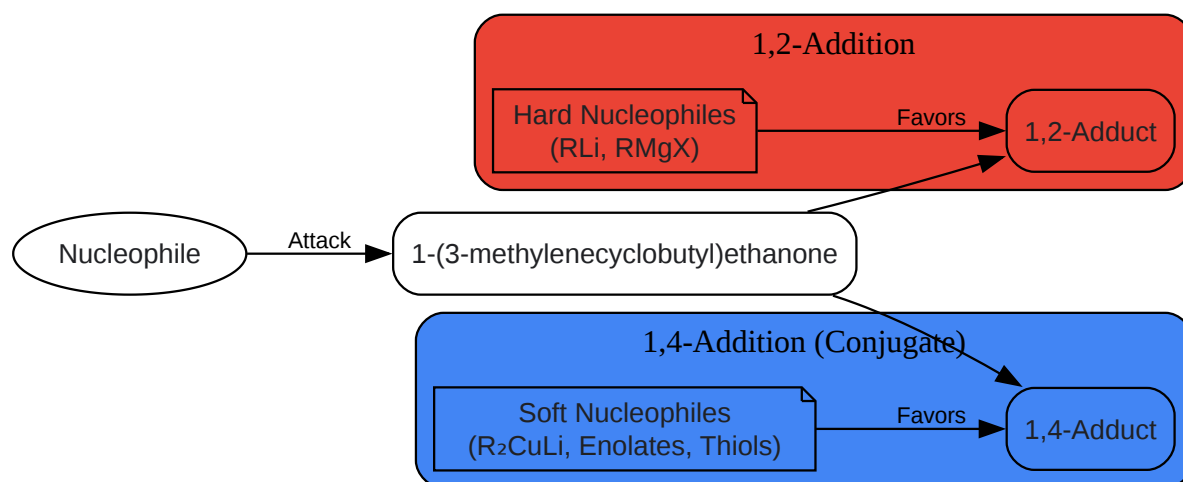 1,2-Addition
Hard Nucleophiles
(RLi, RMgX)
Favors
1,2-Adduct
Nucleophile
Attack
1-(3-methylenecyclobutyl)ethanone
1,4-Addition (Conjugate)
Soft Nucleophiles
(R₂CuLi, Enolates, Thiols)
Favors
1,4-Adduct